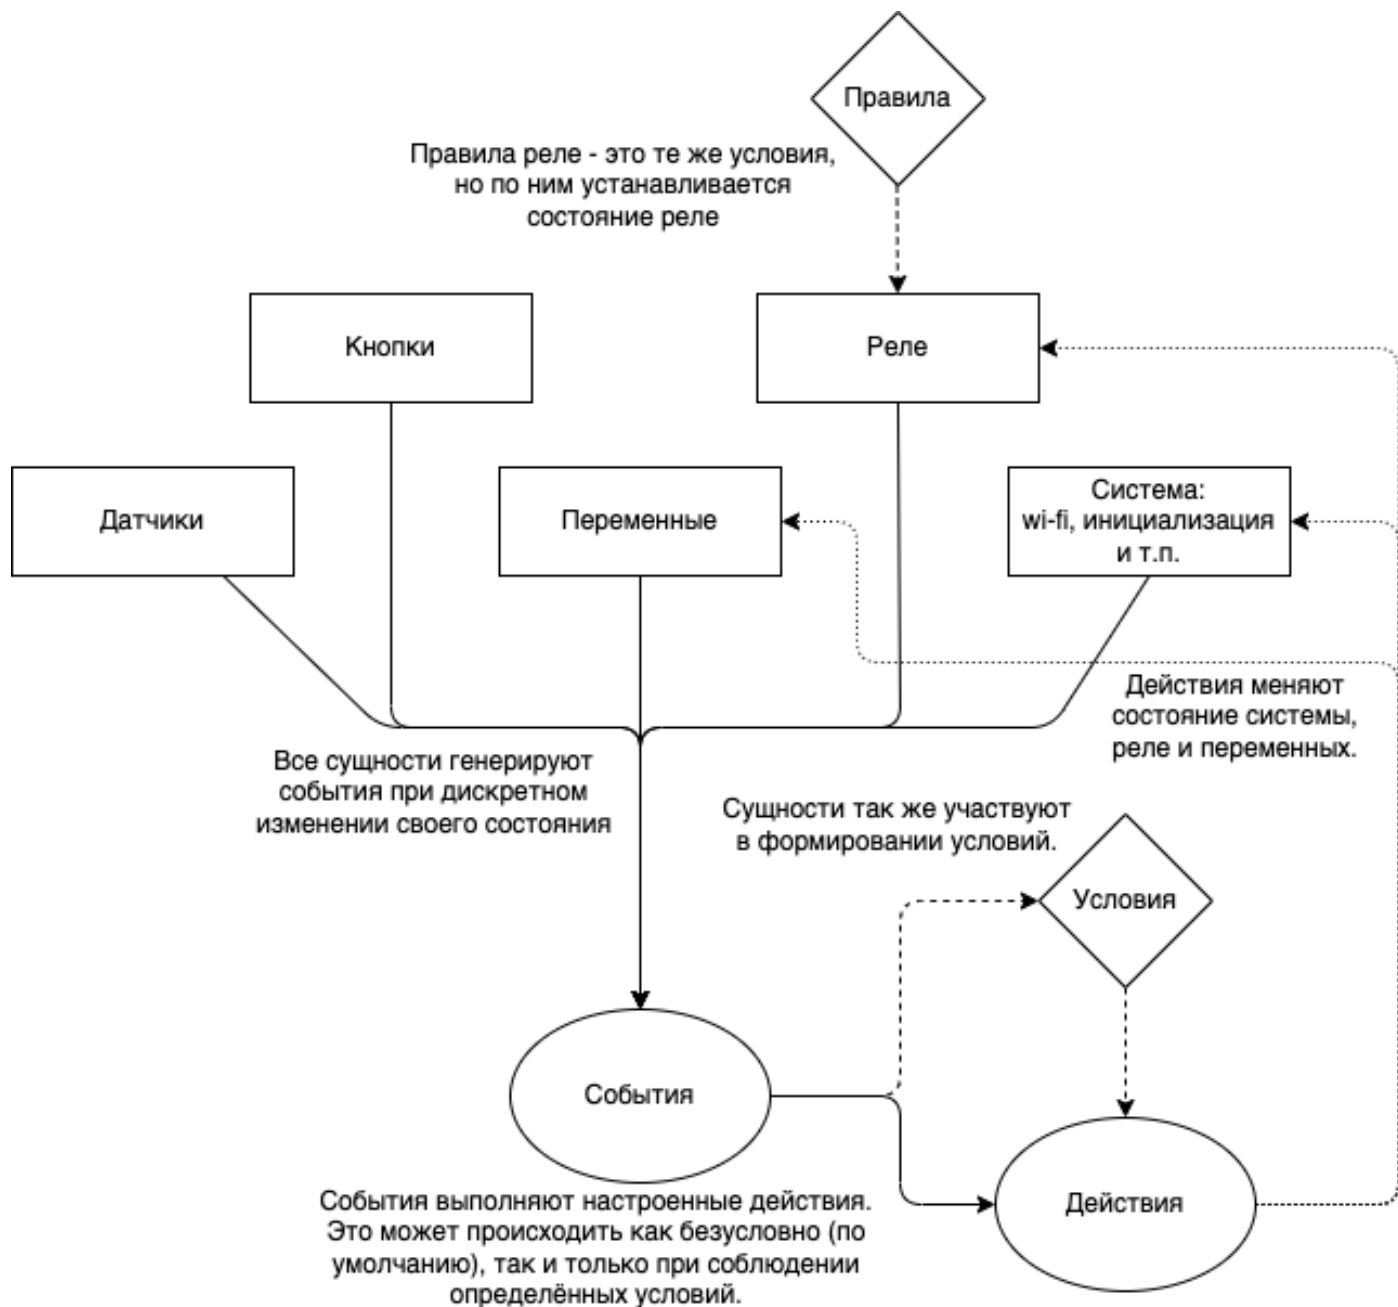 Правила
Правила реле - это те же условия,
но по ним устанавливается
состояние реле
Кнопки
Реле
Датчики
Переменные
Система:
wi-fi, инициализация
и т.п.
Действия меняют
состояние системы,
реле и переменных.
Все сущности генерируют
события при дискретном
изменении своего состояния
Сущности так же участвуют
в формировании условий.
Условия
События
Действия
События выполняют настроенные действия.
Это может происходить как безусловно (по
умолчанию), так и только при соблюдении
определённых условий.